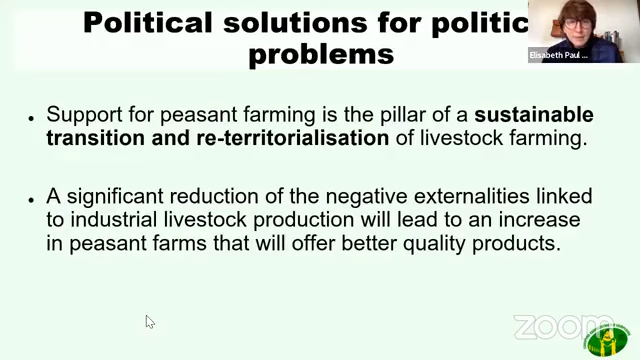 Political solutions for politic
problems
Elisabeth Paul ...
• Support for peasant farming is the pillar of a sustainable
transition and re-territorialisation of livestock farming.
• A significant reduction of the negative externalities linked
to industrial livestock production will lead to an increase
in peasant farms that will offer better quality products.
zoom